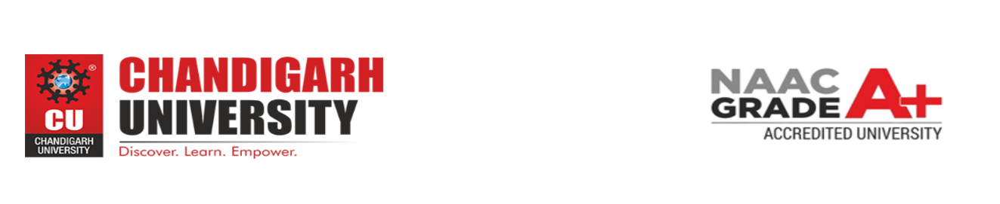 ®
CU
CHANDIGARH
UNIVERSITY
CHANDIGARH
UNIVERSITY
Discover. Learn. Empower.
NAAC
GRADE A+
ACCREDITED UNIVERSITY